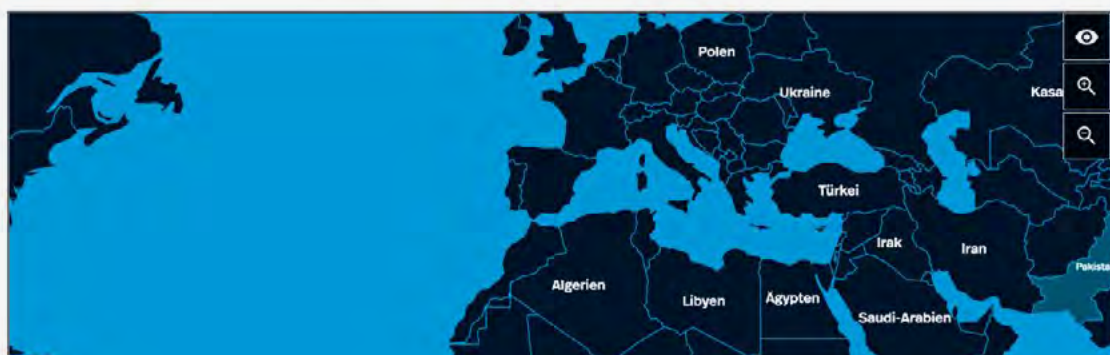 Polen
Ukraine
Kasa
Türkei
Irak
Iran
Pakista
Algerien
Libyen
Ägypten
Saudi-Arabien